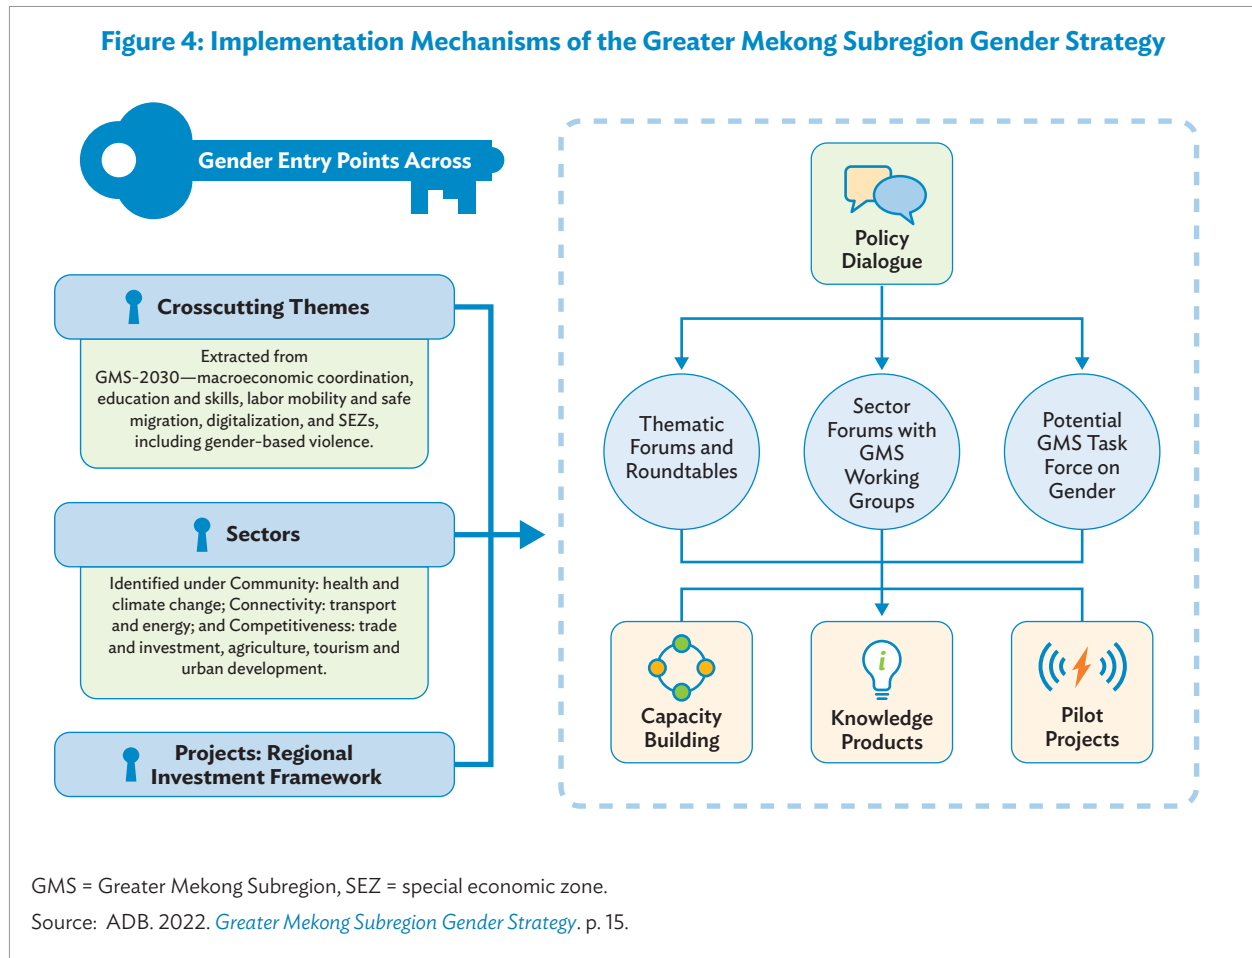 Figure 4: Implementation Mechanisms of the Greater Mekong Subregion Gender Strategy
Gender Entry Points Across
Crosscutting Themes
Extracted from
GMS-2030—macroeconomic coordination,
education and skills, labor mobility and safe
migration, digitalization, and SEZs,
including gender-based violence.
Sectors
Identified under Community: health and
climate change; Connectivity: transport
and energy; and Competitiveness: trade
and investment, agriculture, tourism and
urban development.
Projects: Regional
Investment Framework
Policy
Dialogue
Thematic
Forums and
Roundtables
Sector
Forums with
GMS
Working
Groups
Potential
GMS Task
Force on
Gender
Capacity
Building
i
Knowledge
Products
Pilot
Projects
GMS = Greater Mekong Subregion, SEZ = special economic zone.
Source: ADB. 2022. Greater Mekong Subregion Gender Strategy. p. 15.